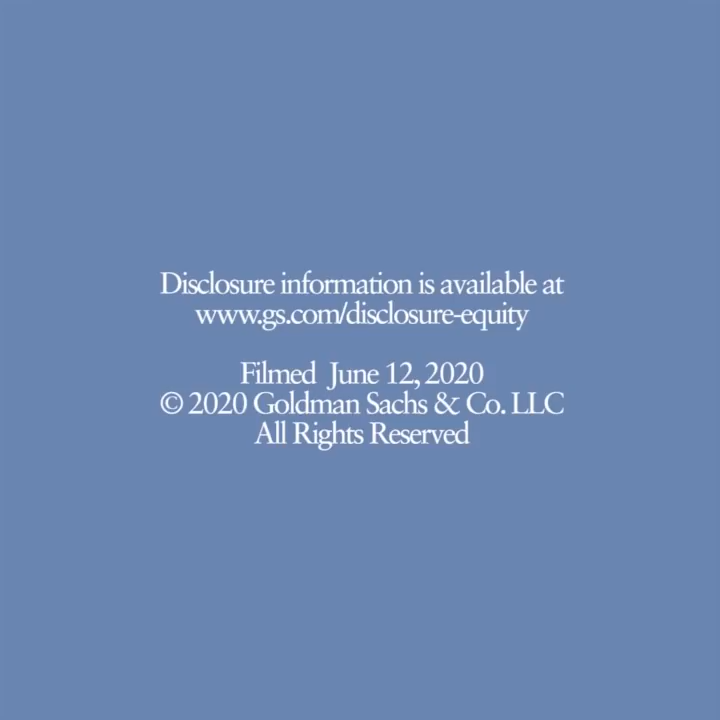 Disclosure information is available at
www.gs.com/disclosure-equity
Filmed June 12, 2020
© 2020 Goldman Sachs & Co. LLC
All Rights Reserved